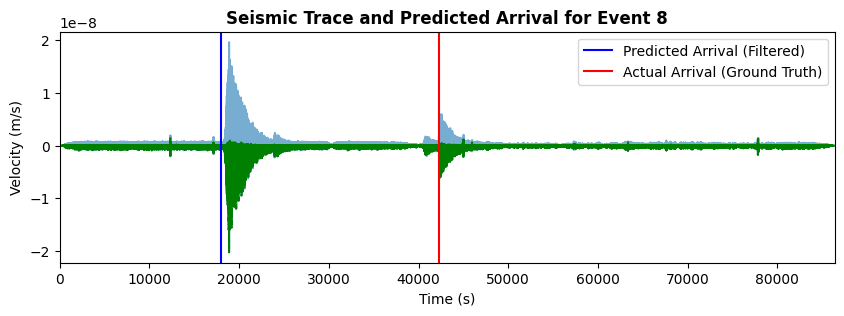 Seismic Trace and Predicted Arrival for Event 8
1e−8
Predicted Arrival (Filtered)
Actual Arrival (Ground Truth)
2
1
0
−1
−2
Velocity (m/s)
0 10000 20000 30000 40000 50000 60000 70000 80000
Time (s)